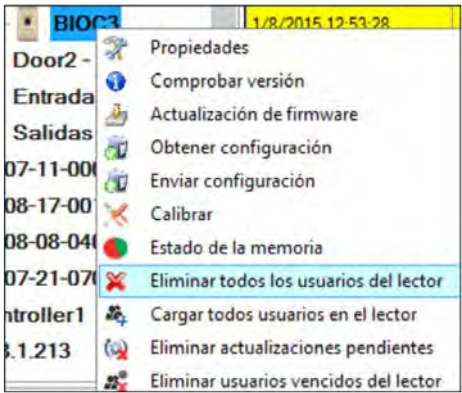 BIOC3
1/8/2015 12:53:28
Propiedades
Door2 -
Comprobar versión
Entrada
Actualización de firmware
Salidas
Obtener configuración
07-11-00
Enviar configuración
08-17-00
Calibrar
08-08-04
Estado de la memoria
07-21-07
Eliminar todos los usuarios del lector
ntroller1
Cargar todos usuarios en el lector
.1.213
Eliminar actualizaciones pendientes
Eliminar usuarios vencidos del lector